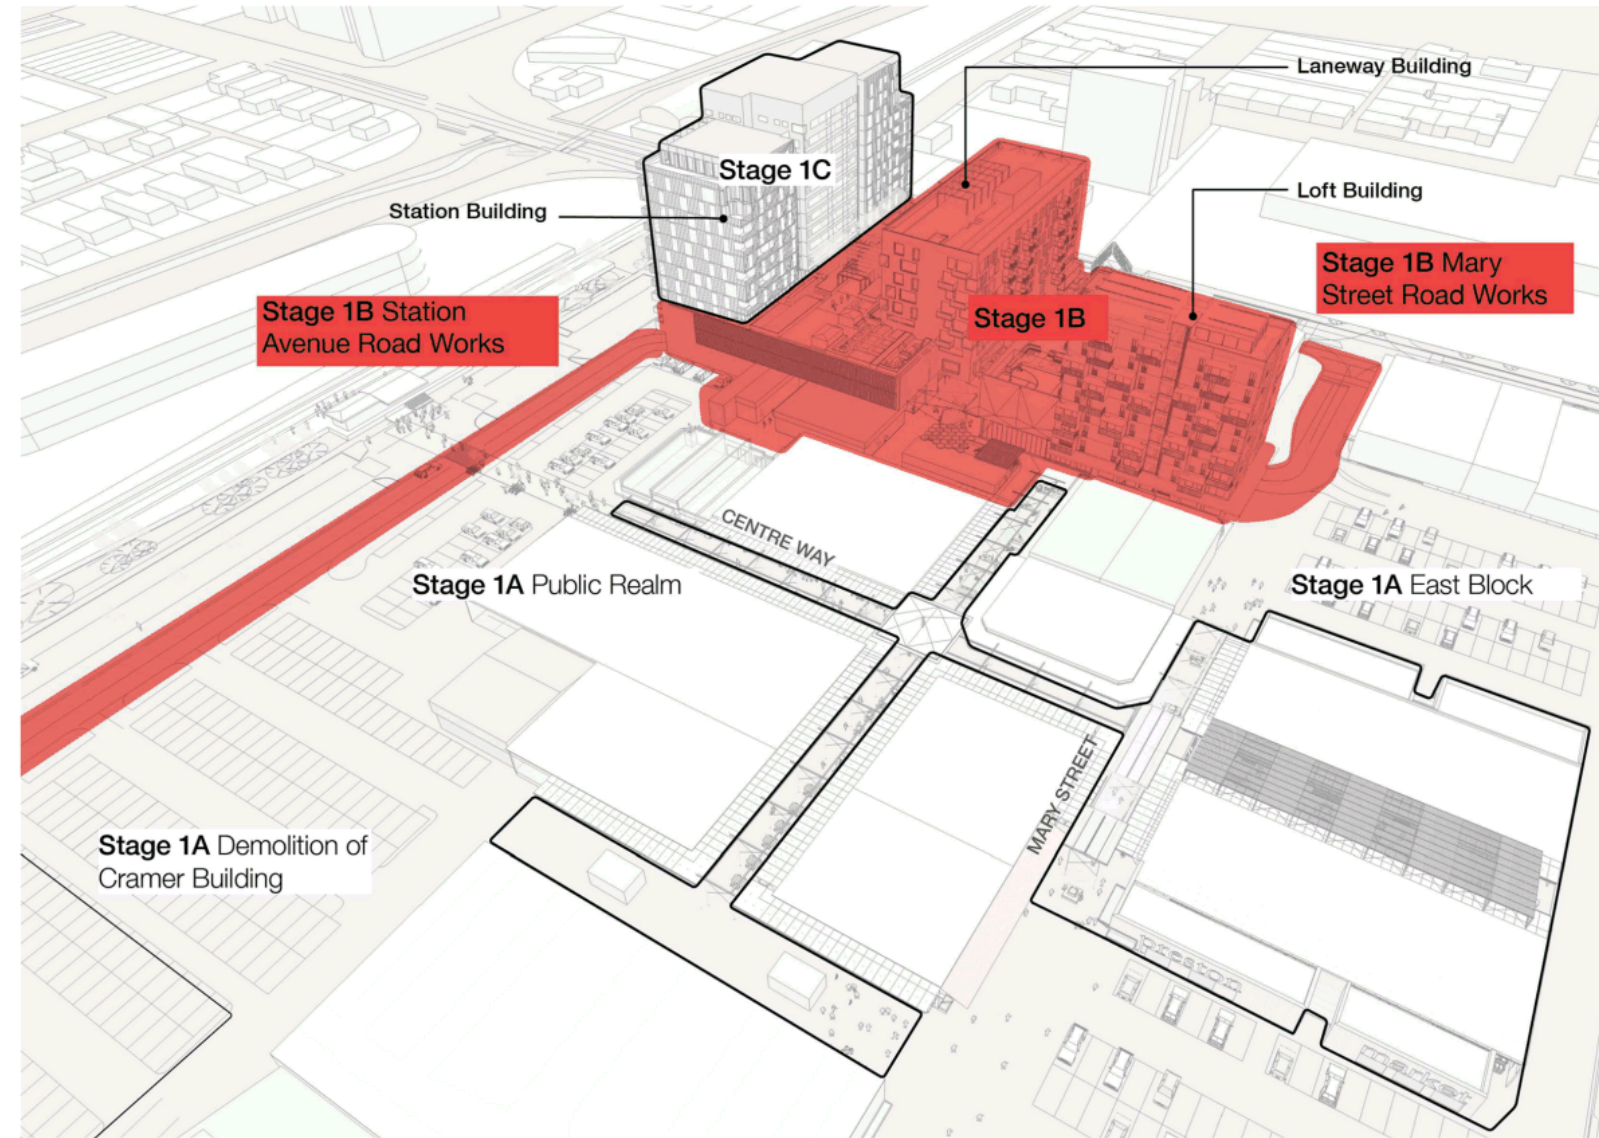 Laneway Building
Stage 1C
Station Building
Loft Building
Stage 1B Mary
Street Road Works
Stage 1B Station
Avenue Road Works
Stage 1B
CENTRE WAY
Stage 1A Public Realm
Stage 1A East Block
MARY STREET
Stage 1A Demolition of
Cramer Building
preston
market